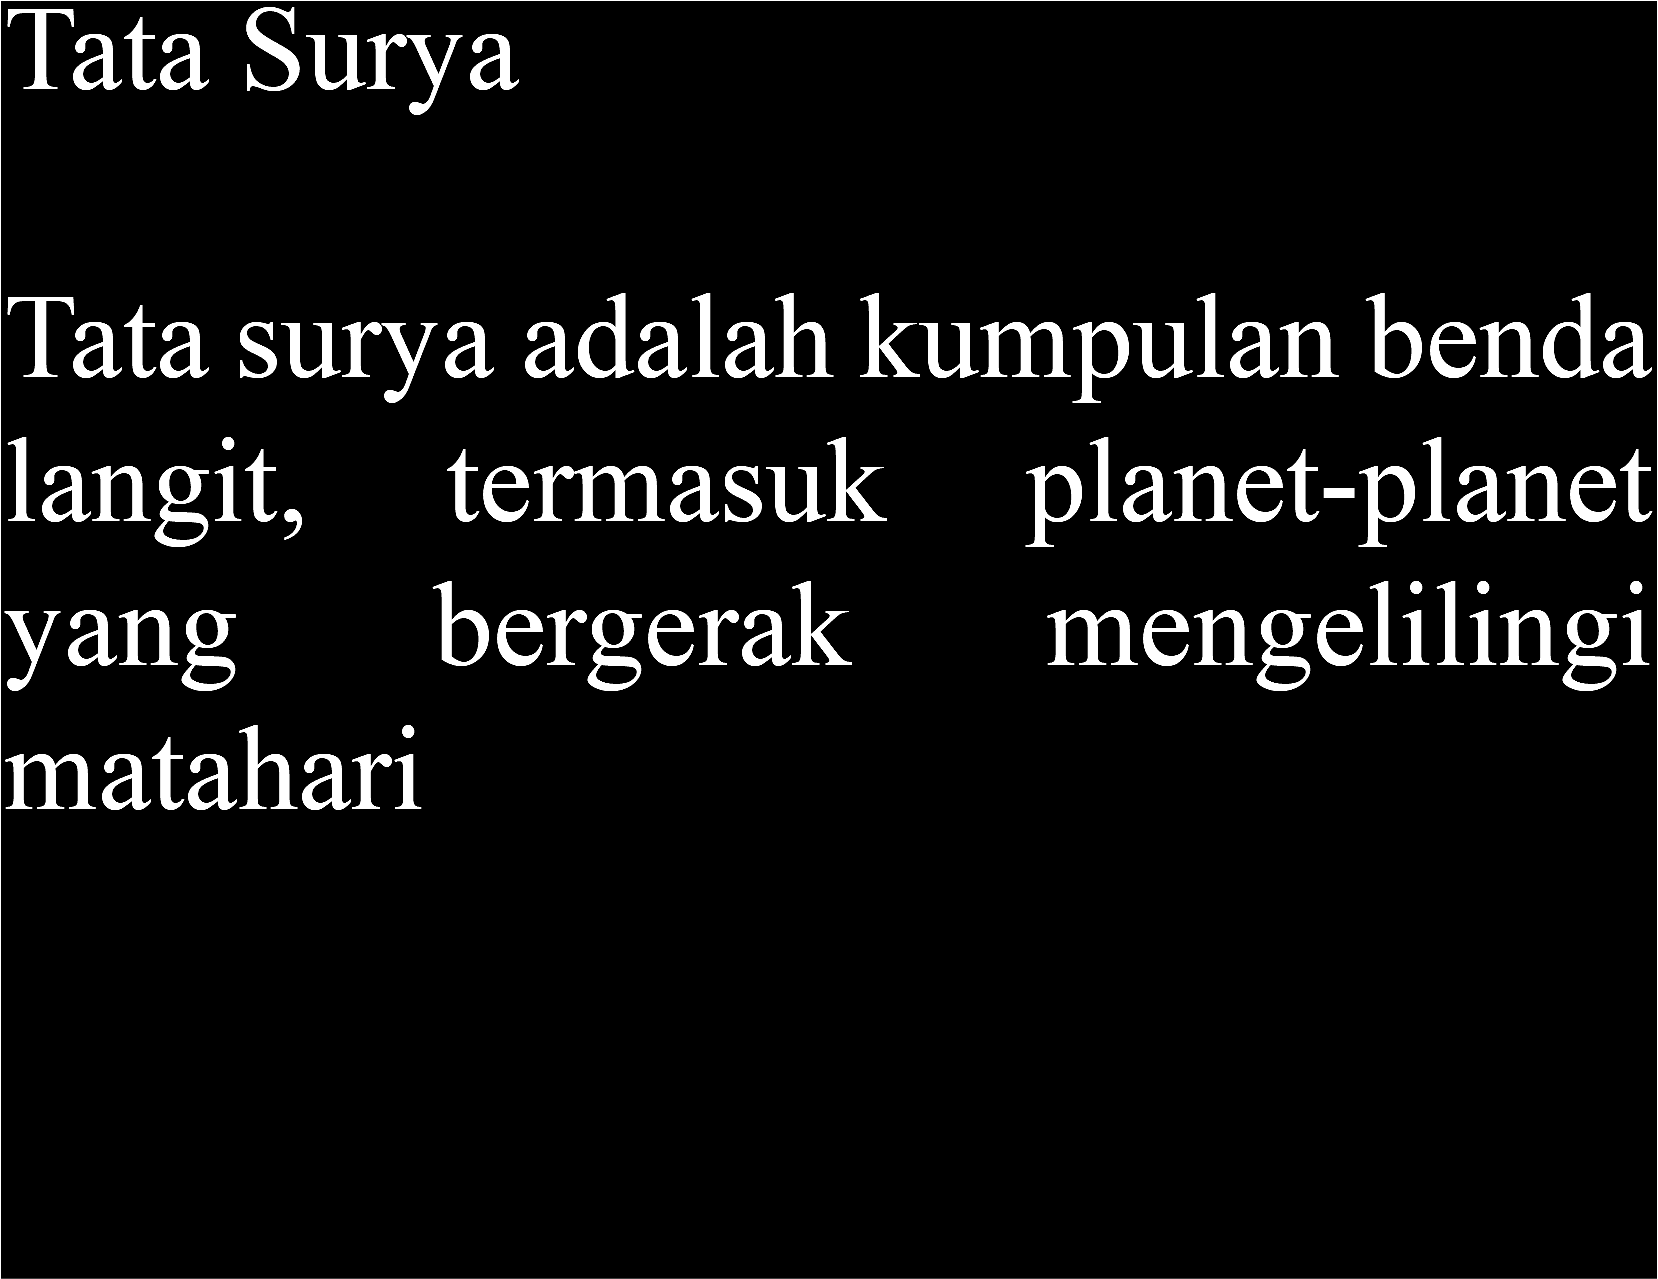 Tata Surya
Tata surya adalah kumpulan benda
langit, termasuk planet-planet
yang bergerak mengelilingi
matahari